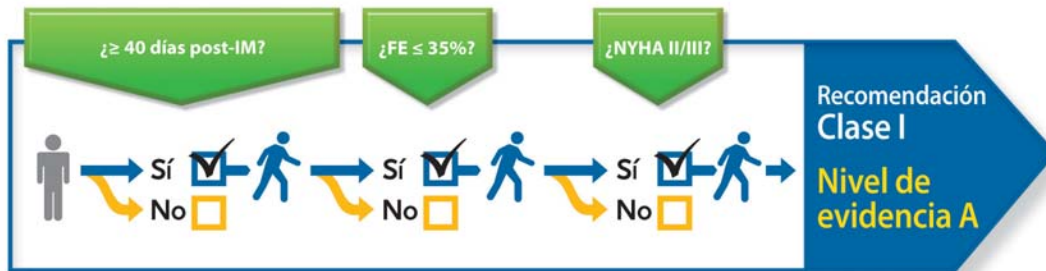 ¿≥ 40 días post-IM?
¿FE ≤ 35%?
¿NYHA II/III?
Sí
No
Sí
No
Sí
No
Recomendación
Clase I
Nivel de
evidencia A